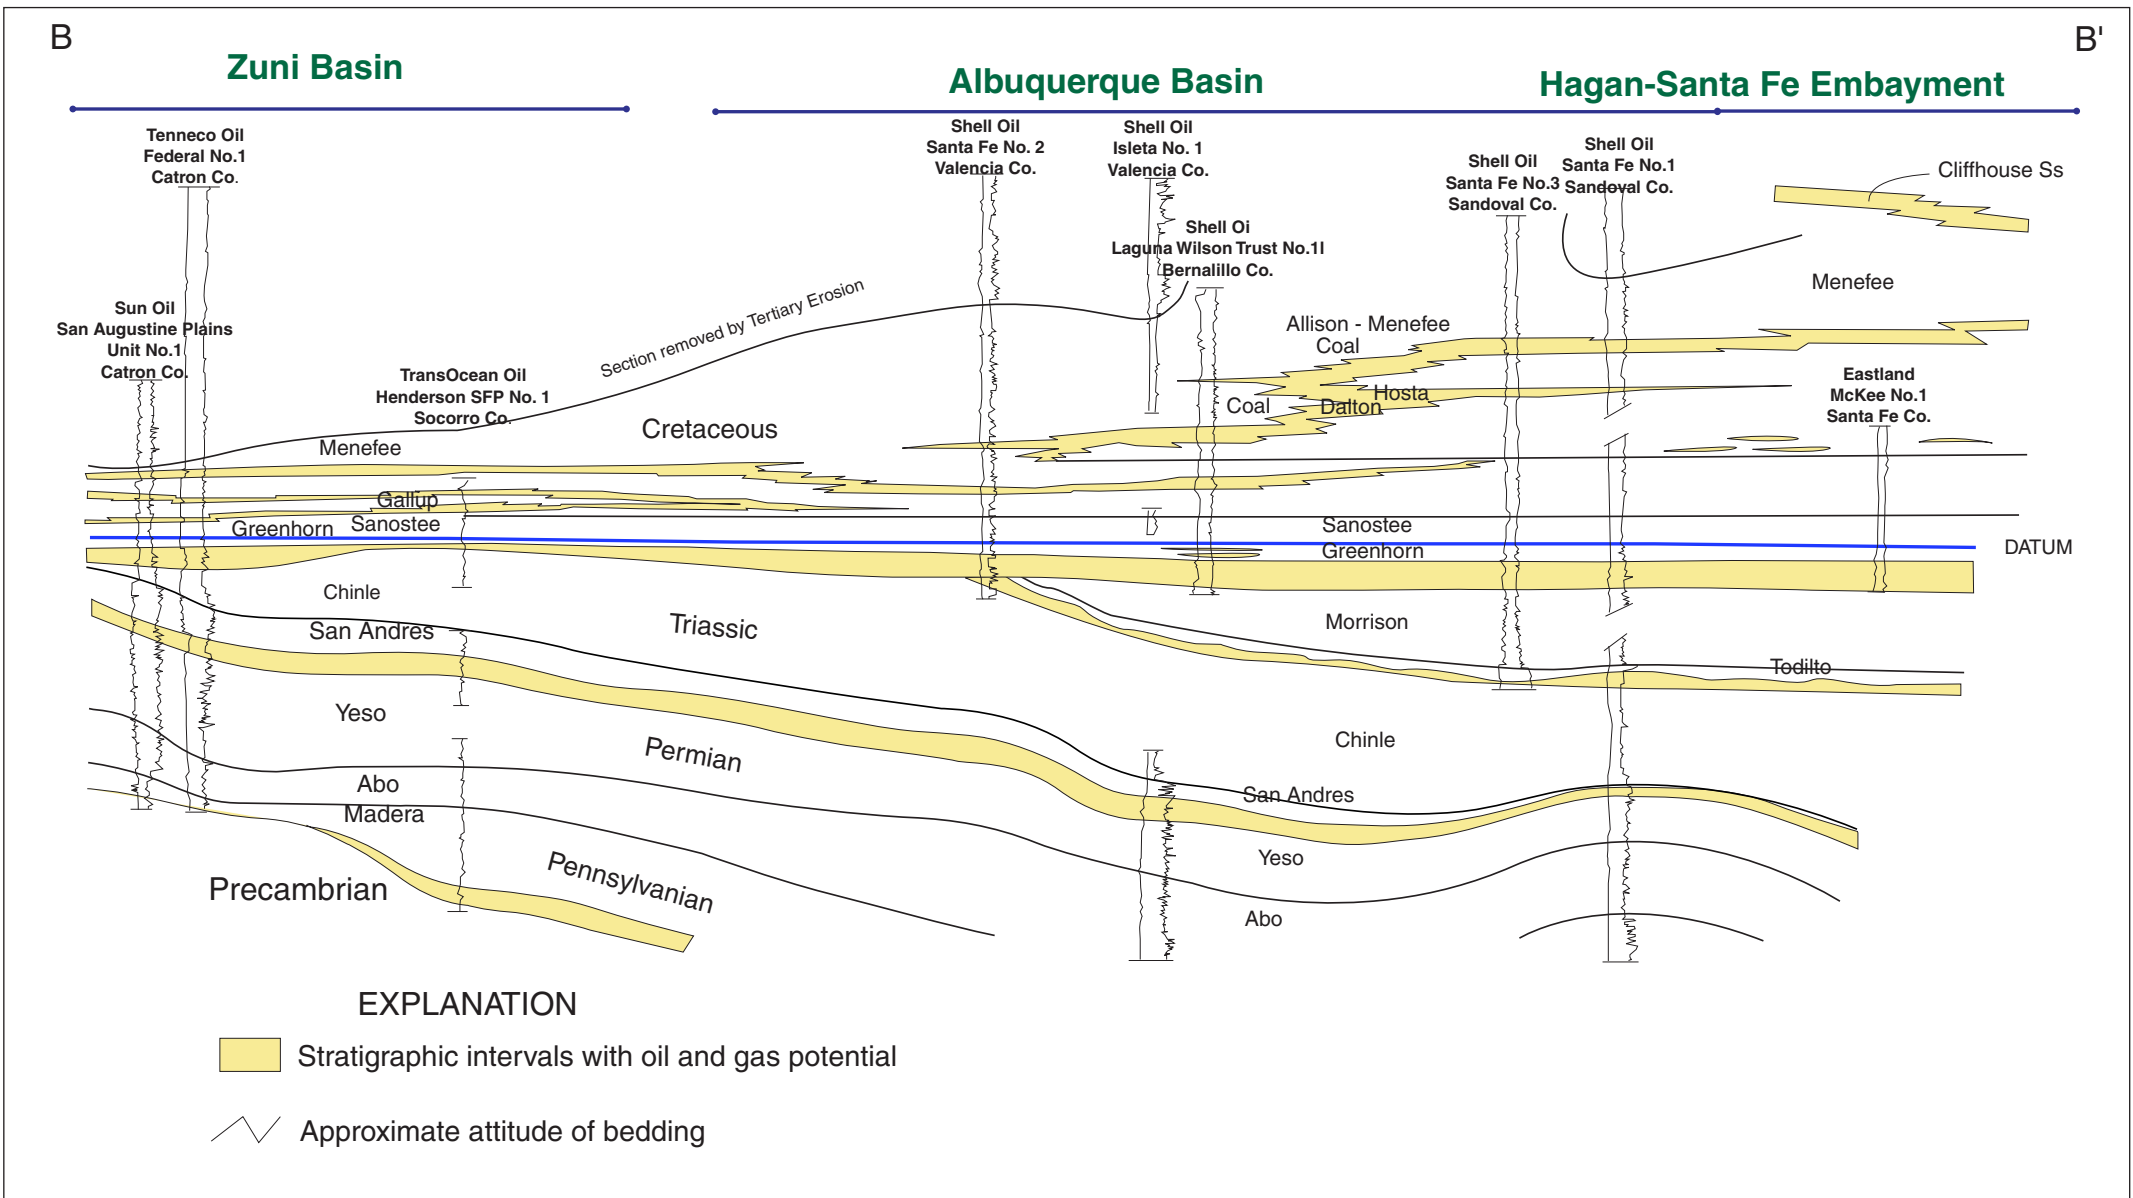 B
B'
Zuni Basin
Albuquerque Basin
Hagan-Santa Fe Embayment
Tenneco Oil
Federal No.1
Catron Co.
Shell Oil
Santa Fe No. 2
Valencia Co.
Shell Oil
Isleta No. 1
Valencia Co.
Shell Oil
Santa Fe No.3
Sandoval Co.
Shell Oil
Santa Fe No.1
Sandoval Co.
Cliffhouse Ss
Shell Oi
Laguna Wilson Trust No.1l
Bernalillo Co.
Sun Oil
San Augustine Plains
Unit No.1
Catron Co.
TransOcean Oil
Henderson SFP No. 1
Socorro Co.
Section removed by Tertiary Erosion
Menefee
Allison - Menefee
Coal
Hosta
Coal
Dalton
Eastland
McKee No.1
Santa Fe Co.
Menefee
Cretaceous
Gallup
Greenhorn
Sanostee
Sanostee
Greenhorn
DATUM
Chinle
San Andres
Triassic
Morrison
Todilto
Yeso
Permian
Chinle
Abo
Madera
San Andres
Yeso
Precambrian
Pennsylvanian
Abo
EXPLANATION
Stratigraphic intervals with oil and gas potential
Approximate attitude of bedding